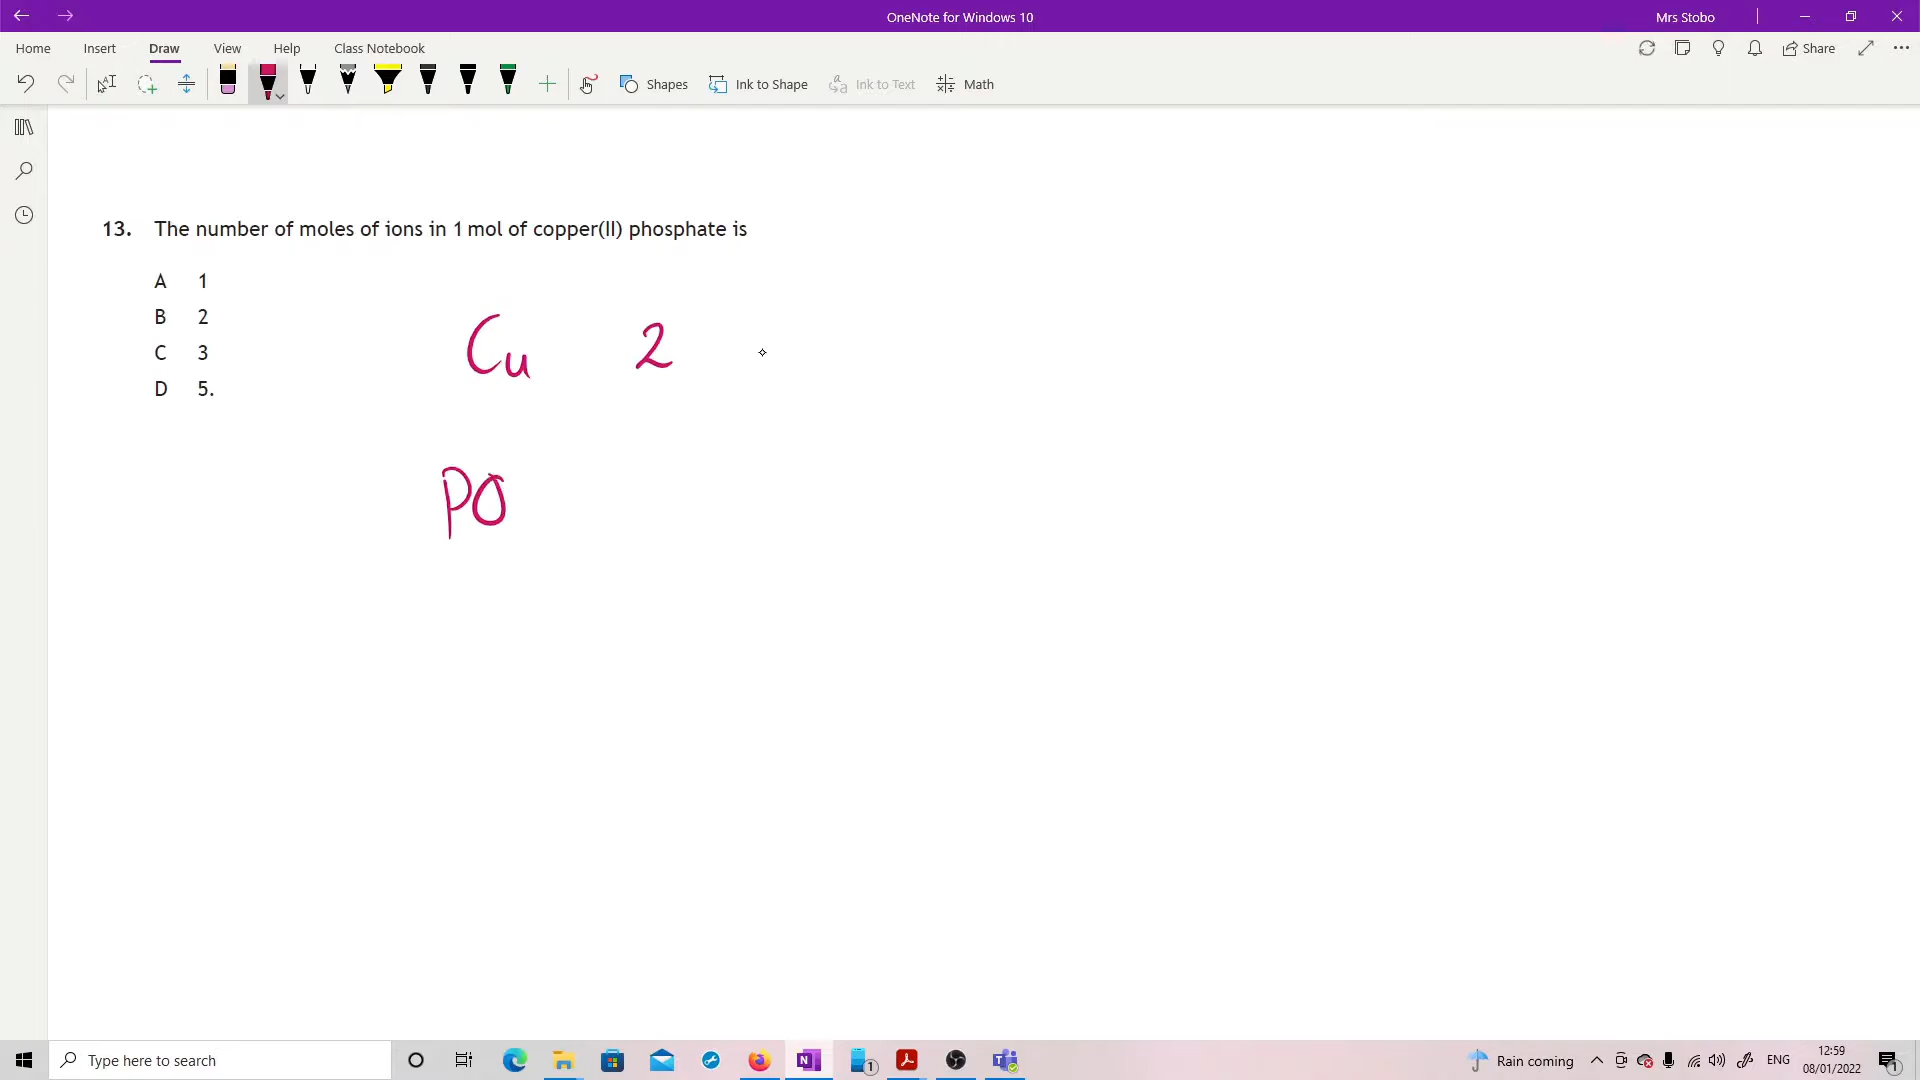 OneNote for Windows 10
Mrs Stobo
Home Insert Draw View Help Class Notebook
Share
Shapes Ink to Shape Ink to Text Math
13. The number of moles of ions in 1 mol of copper(II) phosphate is
A 1
B 2
C 3
D 5.
Cu 2
PO
Type here to search
Rain coming
ENG
12:59
08/01/2022